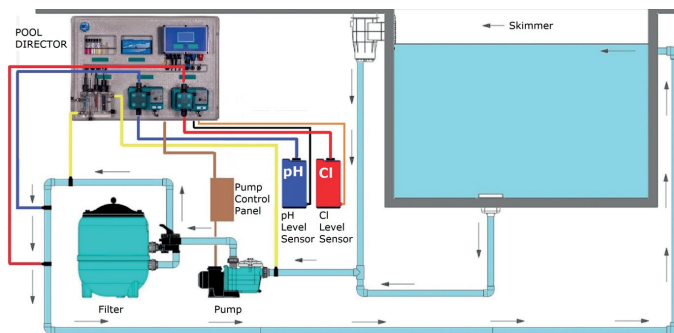 POOL
DIRECTOR
Skimmer
pH
Cl
Pump
Control
Panel
pH
Level
Sensor
Cl
Level
Sensor
Filter
Pump